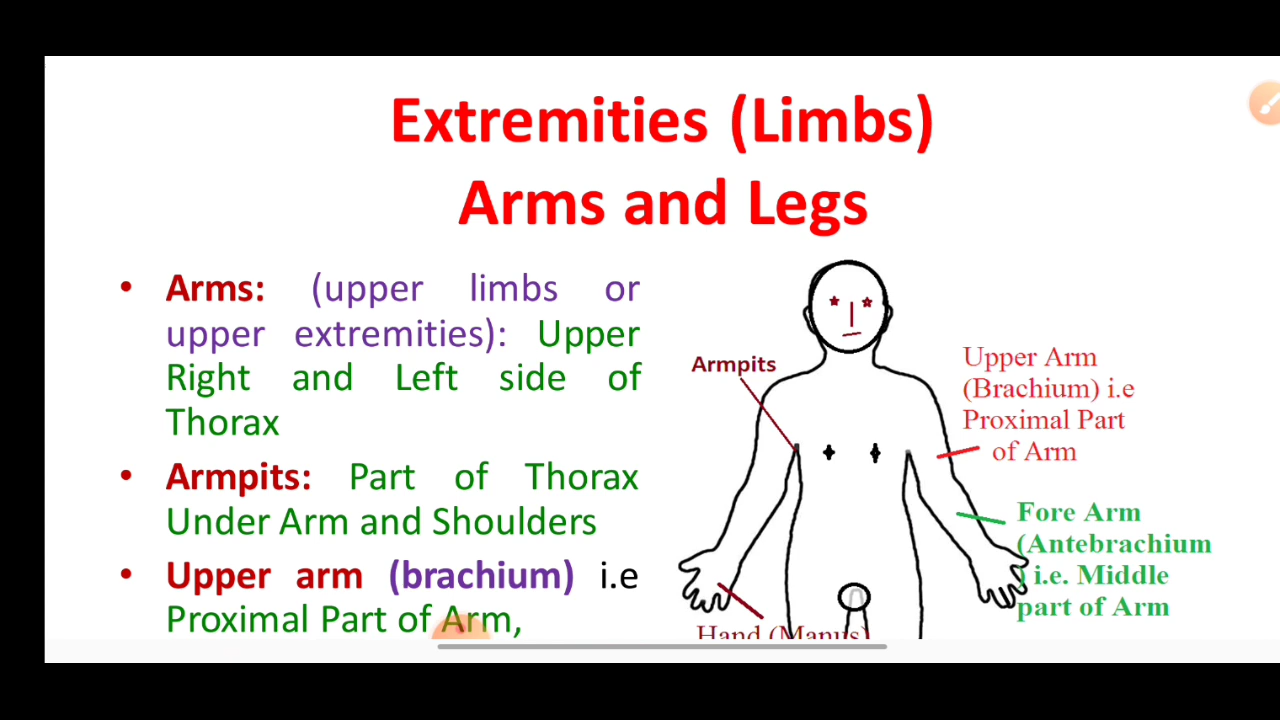 Extremities (Limbs)
Arms and Legs
• Arms: (upper limbs or
upper extremities): Upper
Right and Left side of
Thorax
• Armpits: Part of Thorax
Under Arm and Shoulders
• Upper arm (brachium) i.e
Proximal Part of Arm,
Armpits
Upper Arm
(Brachium) i.e
Proximal Part
of Arm
Fore Arm
(Antebrachium
) i.e. Middle
part of Arm
Hand (Manus)